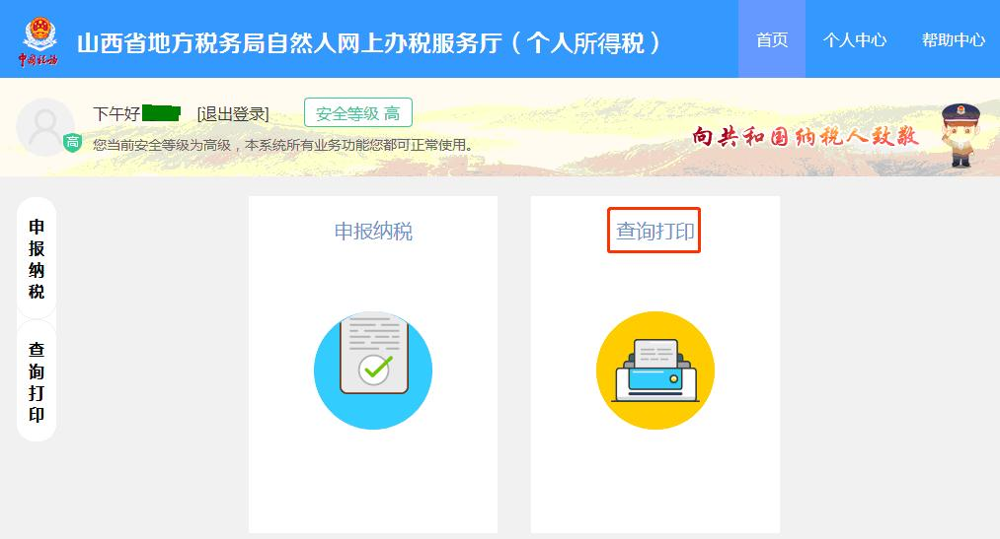 中国税务
山西省地方税务局自然人网上办税服务厅（个人所得税）
首页
个人中心
帮助中心
下午好 [退出登录] 安全等级 高
高
您当前安全等级为高级，本系统所有业务功能您都可正常使用。
向共和国纳税人致敬
申报纳税
查询打印
申报纳税
查询打印